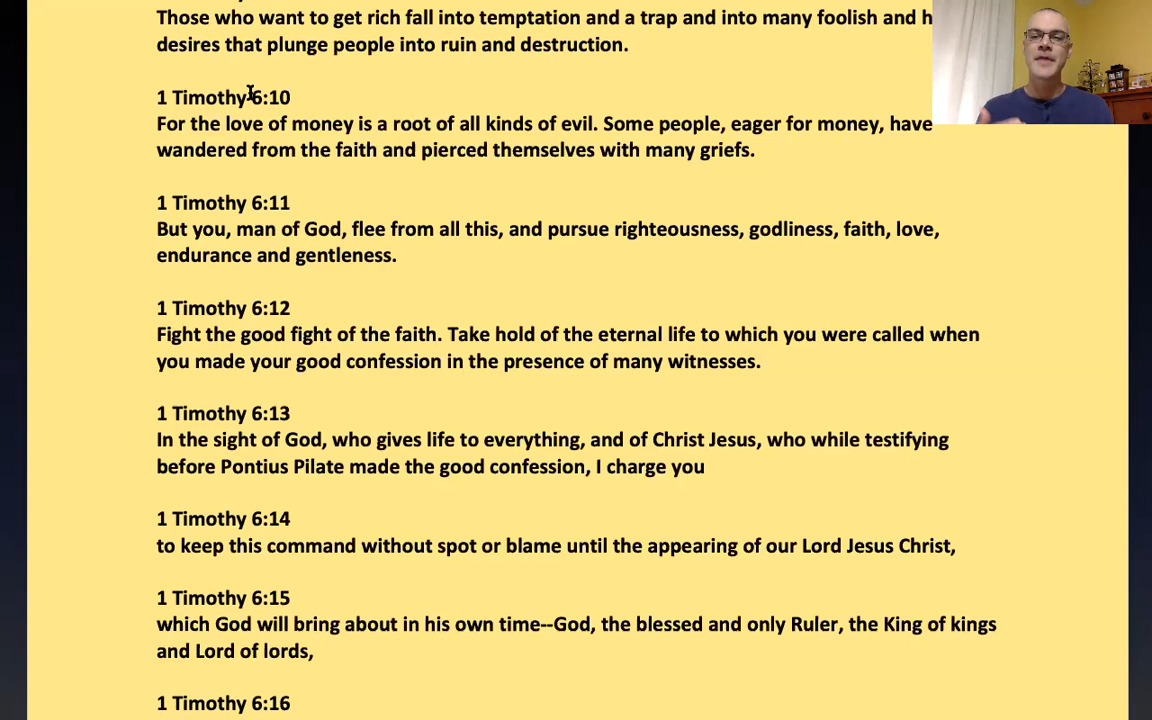 Those who want to get rich fall into temptation and a trap and into many foolish and
desires that plunge people into ruin and destruction.
1 Timothy 6:10
For the love of money is a root of all kinds of evil. Some people, eager for money, have
wandered from the faith and pierced themselves with many griefs.
1 Timothy 6:11
But you, man of God, flee from all this, and pursue righteousness, godliness, faith, love,
endurance and gentleness.
1 Timothy 6:12
Fight the good fight of the faith. Take hold of the eternal life to which you were called when
you made your good confession in the presence of many witnesses.
1 Timothy 6:13
In the sight of God, who gives life to everything, and of Christ Jesus, who while testifying
before Pontius Pilate made the good confession, I charge you
1 Timothy 6:14
to keep this command without spot or blame until the appearing of our Lord Jesus Christ,
1 Timothy 6:15
which God will bring about in his own time--God, the blessed and only Ruler, the King of kings
and Lord of lords,
1 Timothy 6:16